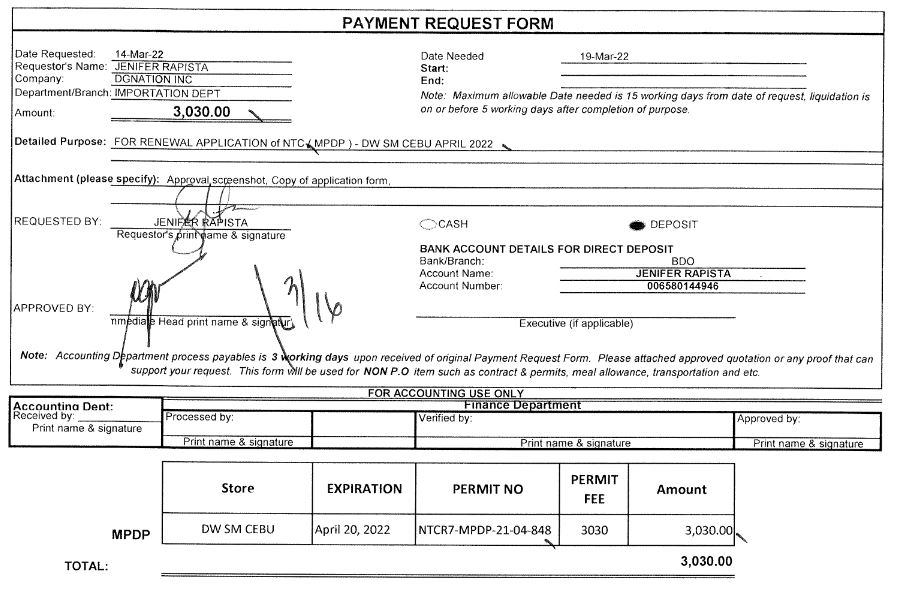 PAYMENT REQUEST FORM
Date Requested: 14-Mar-22 Date Needed 19-Mar-22
Requestor's Name: JENIFER RAPISTA Start:
Company: DGNATION INC End:
Department/Branch: IMPORTATION DEPT Note: Maximum allowable Date needed is 15 working days from date of request, liquidation is
Amount: 3,030.00 on or before 5 working days after completion of purpose.
Detailed Purpose: FOR RENEWAL APPLICATION of NTC ( MPDP ) - DW SM CEBU APRIL 2022
Attachment (please specify): Approval screenshot, Copy of application form,
REQUESTED BY: JENIFER RAPISTA CASH DEPOSIT
Requestor's print name & signature
BANK ACCOUNT DETAILS FOR DIRECT DEPOSIT
Bank/Branch: BDO
Account Name: JENIFER RAPISTA
Account Number: 006580144946
3/16
APPROVED BY:
mmediate Head print name & signatur Executive (if applicable)
Note: Accounting Department process payables is 3 working days upon received of original Payment Request Form. Please attached approved quotation or any proof that can
support your request. This form will be used for NON P.O item such as contract & permits, meal allowance, transportation and etc.
FOR ACCOUNTING USE ONLY
Accounting Dept: Finance Department
Received by: Processed by: Verified by: Approved by:
Print name & signature
Print name & signature Print name & signature Print name & signature
Store EXPIRATION PERMIT NO PERMIT FEE Amount
MPDP DW SM CEBU April 20, 2022 NTCR7-MPDP-21-04-848 3030 3,030.00
TOTAL: 3,030.00